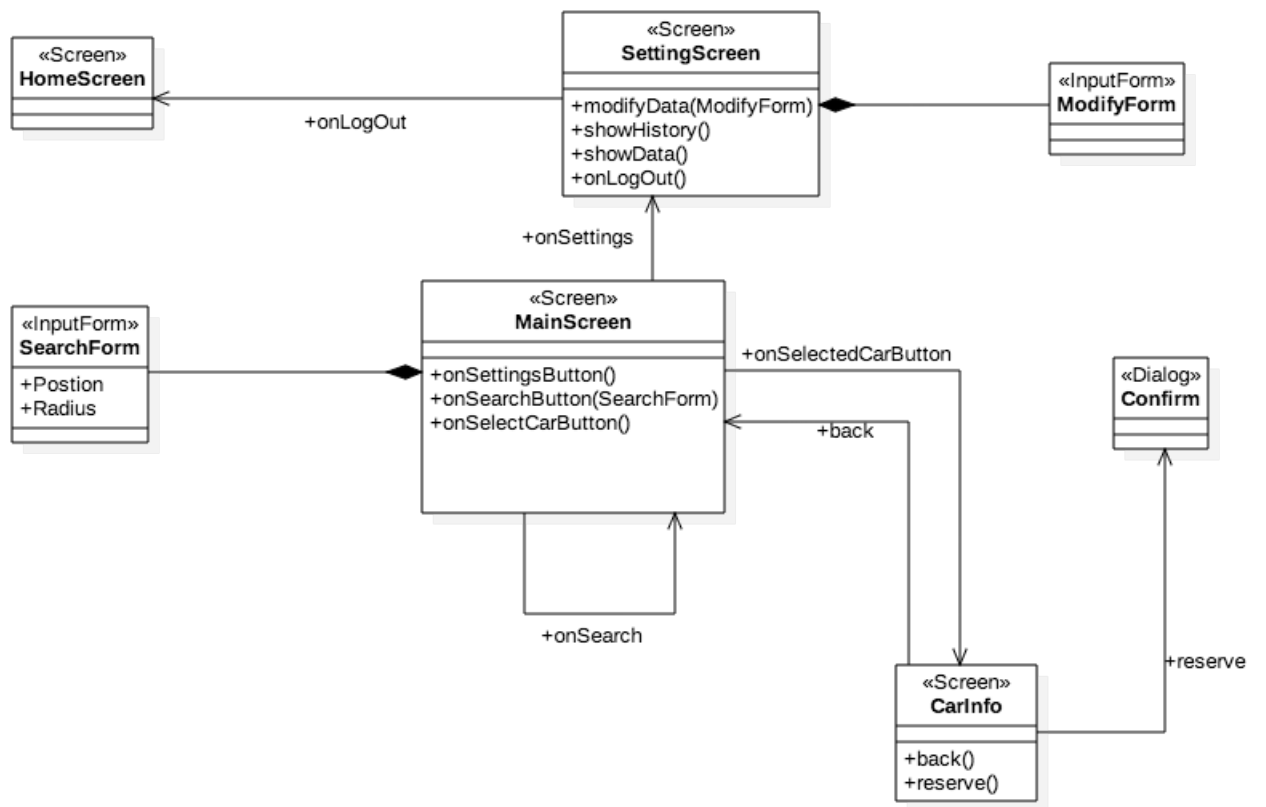 «Screen»
HomeScreen
+onLogOut
«Screen»
SettingScreen
+modifyData(ModifyForm)
+showHistory()
+showData()
+onLogOut()
«InputForm»
ModifyForm
+onSettings
«InputForm»
SearchForm
+Postion
+Radius
«Screen»
MainScreen
+onSettingsButton()
+onSearchButton(SearchForm)
+onSelectCarButton()
+onSelectedCarButton
+back
«Dialog»
Confirm
+onSearch
+reserve
«Screen»
CarInfo
+back()
+reserve()